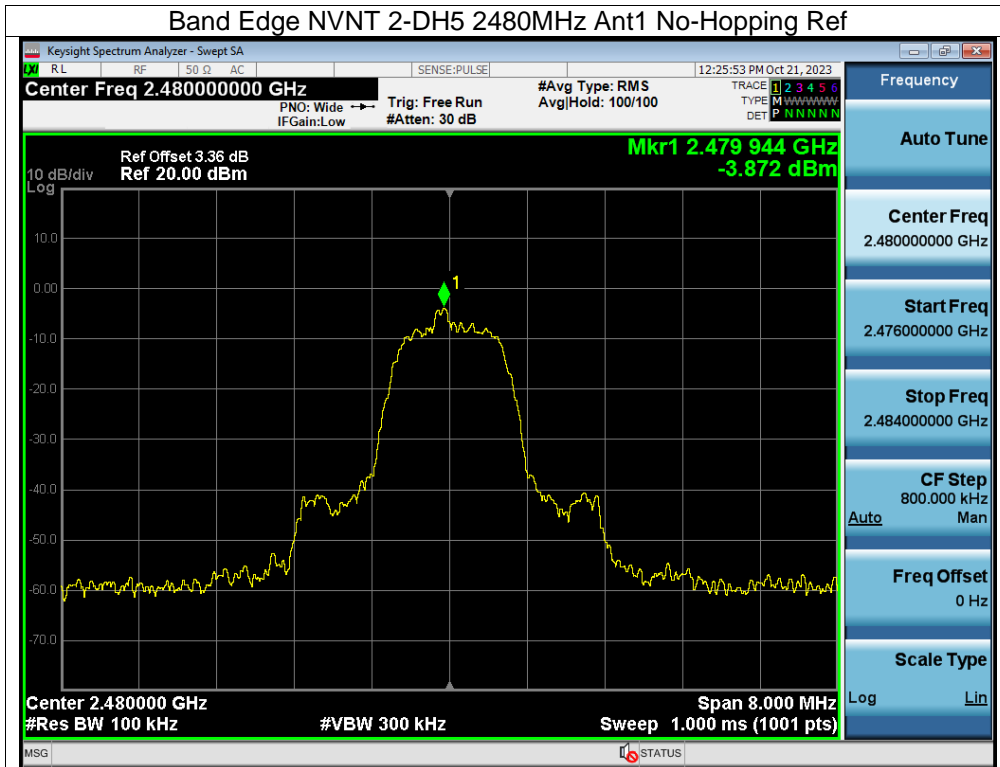 Band Edge NVNT 2-DH5 2480MHz Ant1 No-Hopping Ref
Keysight Spectrum Analyzer - Swept SA
LXI RL RF 50 Ω AC SENSE:PULSE 12:25:53 PM Oct 21, 2023
Center Freq 2.480000000 GHz
PNO: Wide
IFGain:Low
Trig: Free Run
#Atten: 30 dB
#Avg Type: RMS
Avg|Hold: 100/100
TRACE 1 2 3 4 5 6
TYPE M WWWWW
DET P N N N N N
Mkr1 2.479 944 GHz
-3.872 dBm
Ref Offset 3.36 dB
10 dB/div Ref 20.00 dBm
Log
10.0
0.00
-10.0
-20.0
-30.0
-40.0
-50.0
-60.0
-70.0
1
Center 2.480000 GHz Span 8.000 MHz
#Res BW 100 kHz #VBW 300 kHz Sweep 1.000 ms (1001 pts)
MSG STATUS
Frequency
Auto Tune
Center Freq
2.480000000 GHz
Start Freq
2.476000000 GHz
Stop Freq
2.484000000 GHz
CF Step
800.000 kHz
Auto Man
Freq Offset
0 Hz
Scale Type
Log Lin